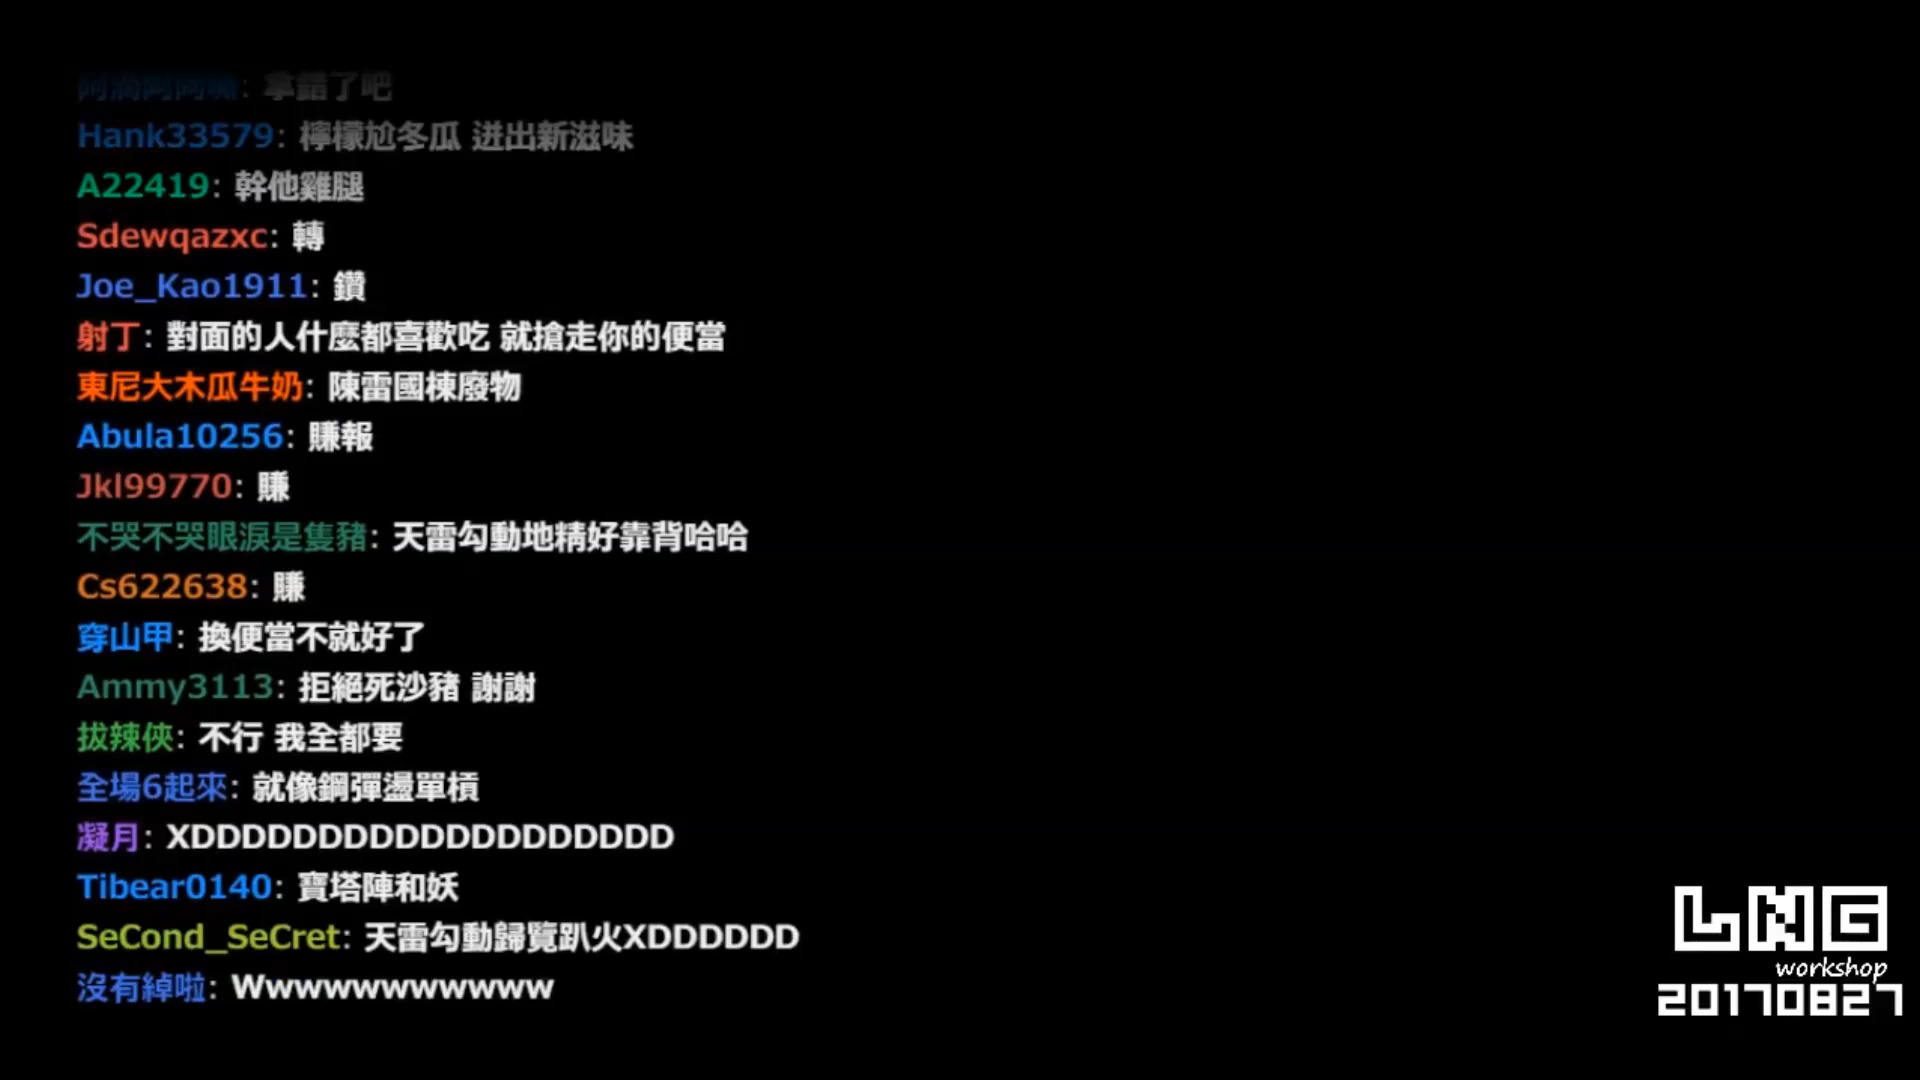 拿錯了吧
Hank33579: 檸檬尬冬瓜 迸出新滋味
A22419: 幹他雞腿
Sdewqazxc: 轉
Joe_Kao1911: 鑽
射丁: 對面的人什麼都喜歡吃 就搶走你的便當
東尼大木瓜牛奶: 陳雷國棟廢物
Abula10256: 賺報
Jkl99770: 賺
不哭不哭眼淚是隻豬: 天雷勾動地精好靠背哈哈
Cs622638: 賺
穿山甲: 換便當不就好了
Ammy3113: 拒絕死沙豬 謝謝
拔辣俠: 不行 我全都要
全場6起來: 就像鋼彈盪單槓
凝月: XDDDDDDDDDDDDDDDDDDD
Tibear0140: 寶塔陣和妖
SeCond_SeCret: 天雷勾動歸覽趴火XDDDDDD
沒有綽啦: Wwwwwwwwwwww
LNG
workshop
20170827